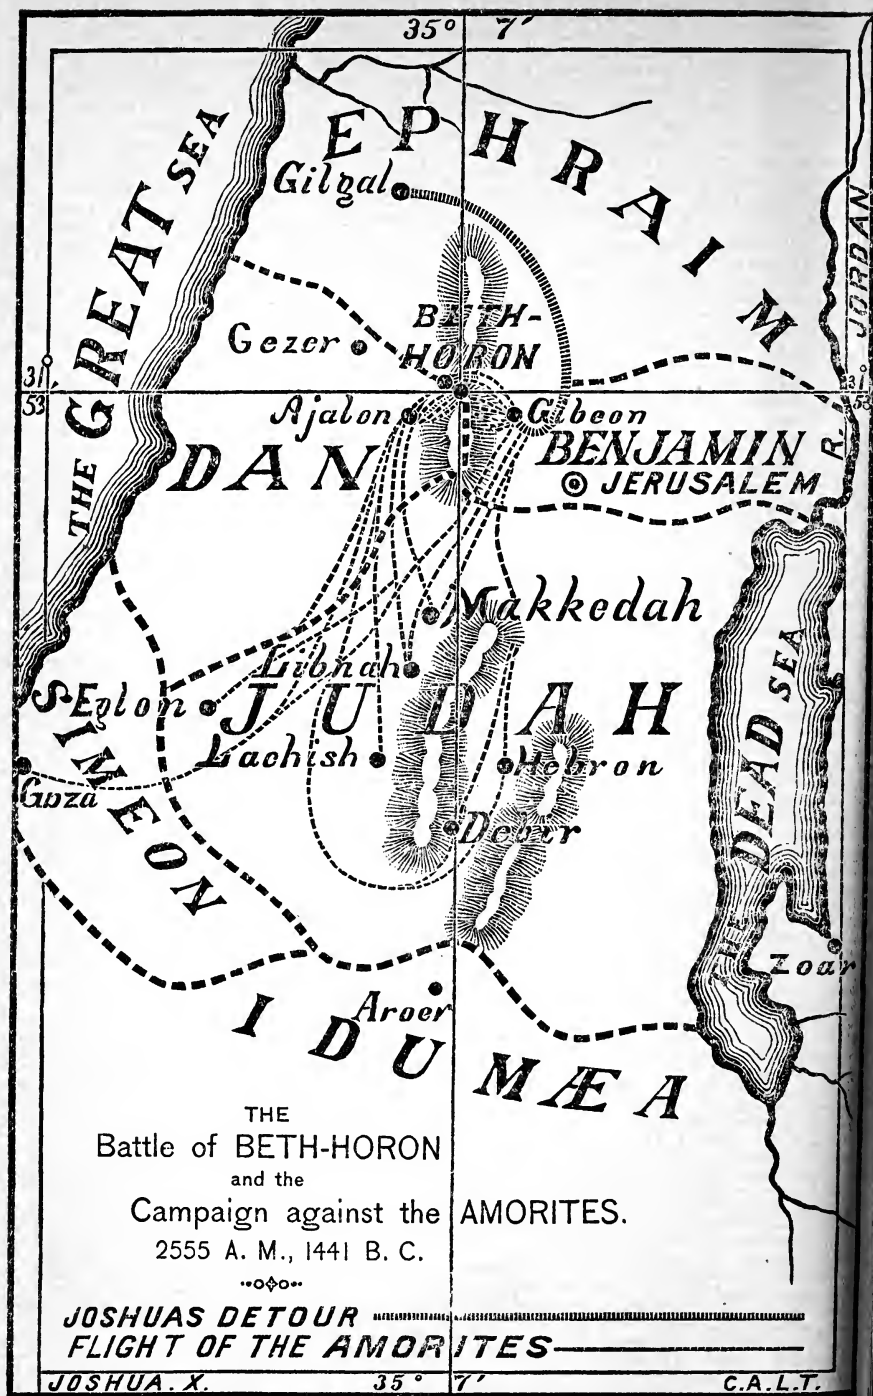 35° 7′
EPHRAIM
THE GREAT SEA
Gilgal
JORDAN R.
BETH-
HORON
Gezer
31°
53′
31°
53
Ajalon
Gibeon
DAN
BENJAMIN
JERUSALEM
Makkedah
Libnah
SIMEON
Eglon
JUDAH
THE DEAD SEA
Lachish
Hebron
Gaza
Debir
Zoar
Aroer
IDUMÆA
THE
Battle of BETH-HORON
and the
Campaign against the AMORITES.
2555 A. M., 1441 B. C.
JOSHUAS DETOUR
FLIGHT OF THE AMORITES
JOSHUA. X. 35° 7′ C.A.L.T.